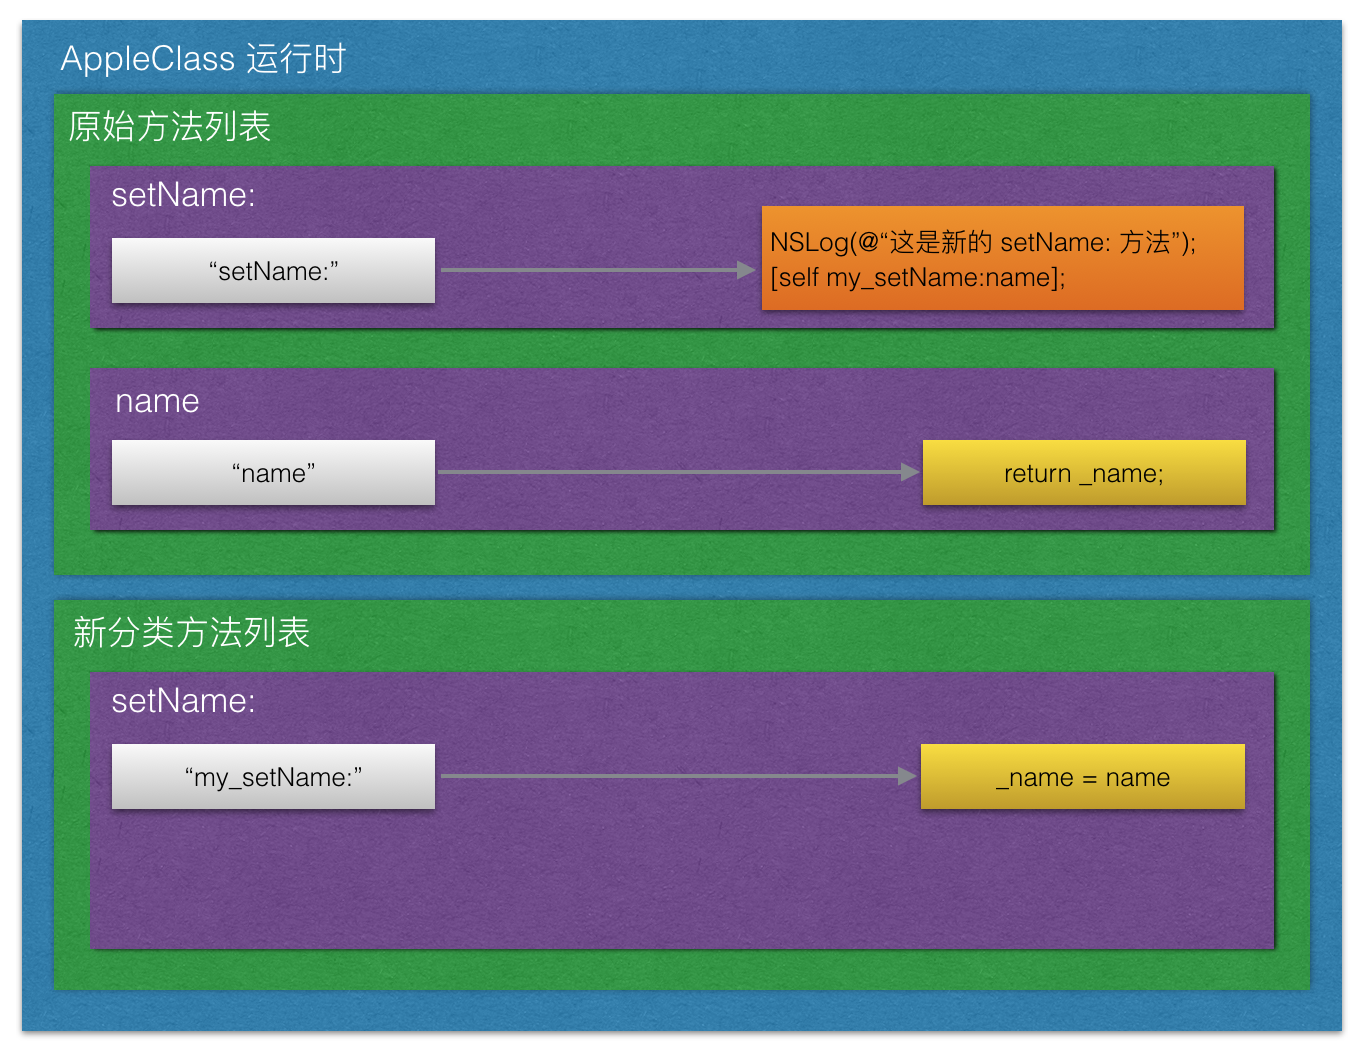 AppleClass 运行时
原始方法列表
setName:
“setName:”
NSLog(@“这是新的 setName: 方法”);
[self my_setName:name];
name
“name”
return _name;
新分类方法列表
setName:
“my_setName:”
_name = name